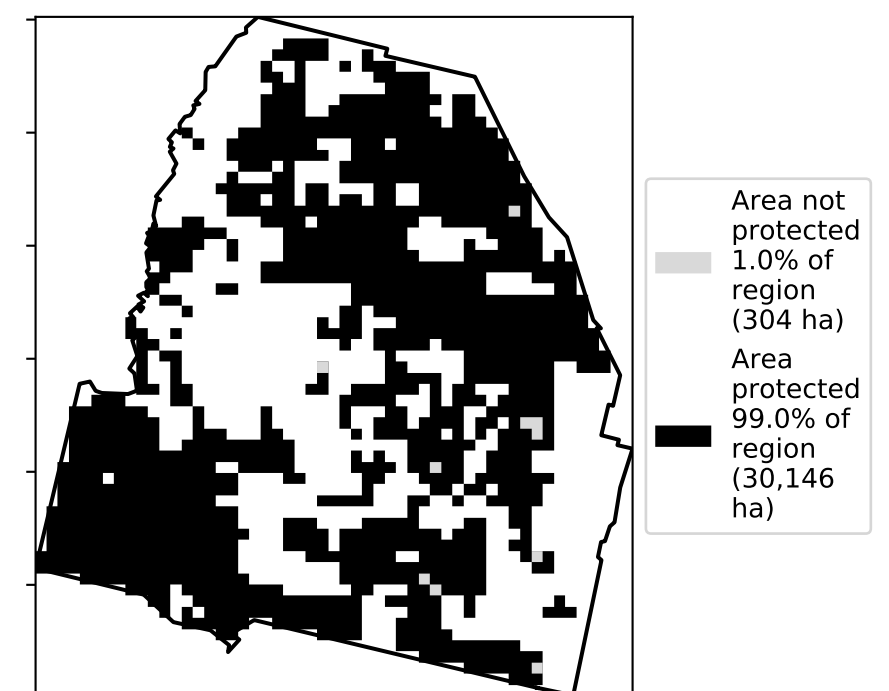 Area not
protected
1.0% of
region
(304 ha)
Area
protected
99.0% of
region
(30,146
ha)